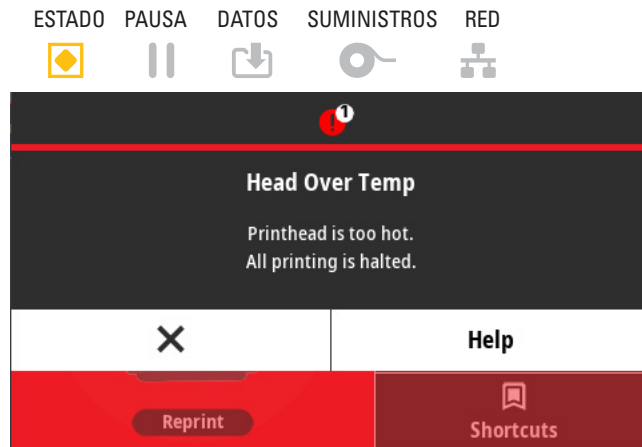 ESTADO PAUSA DATOS SUMINISTROS RED
1
Head Over Temp
Printhead is too hot.
All printing is halted.
Help
Reprint
Shortcuts